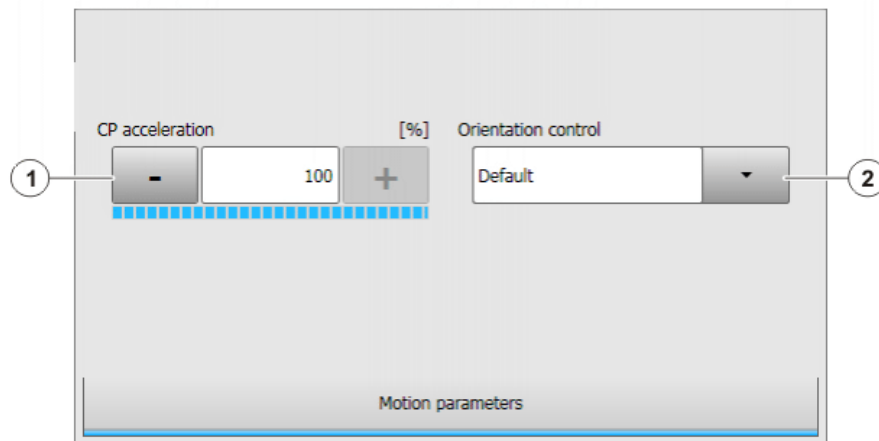 CP acceleration [%] Orientation control
1 - 100 + Default 2
Motion parameters